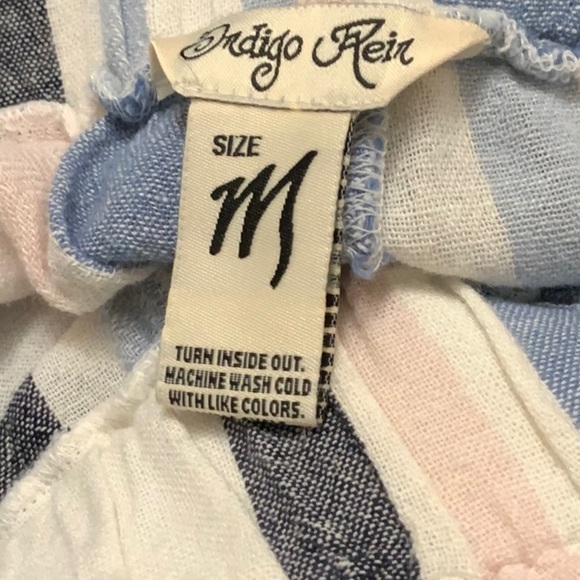 Indigo Rein
SIZE
M
TURN INSIDE OUT.
MACHINE WASH COLD
WITH LIKE COLORS.